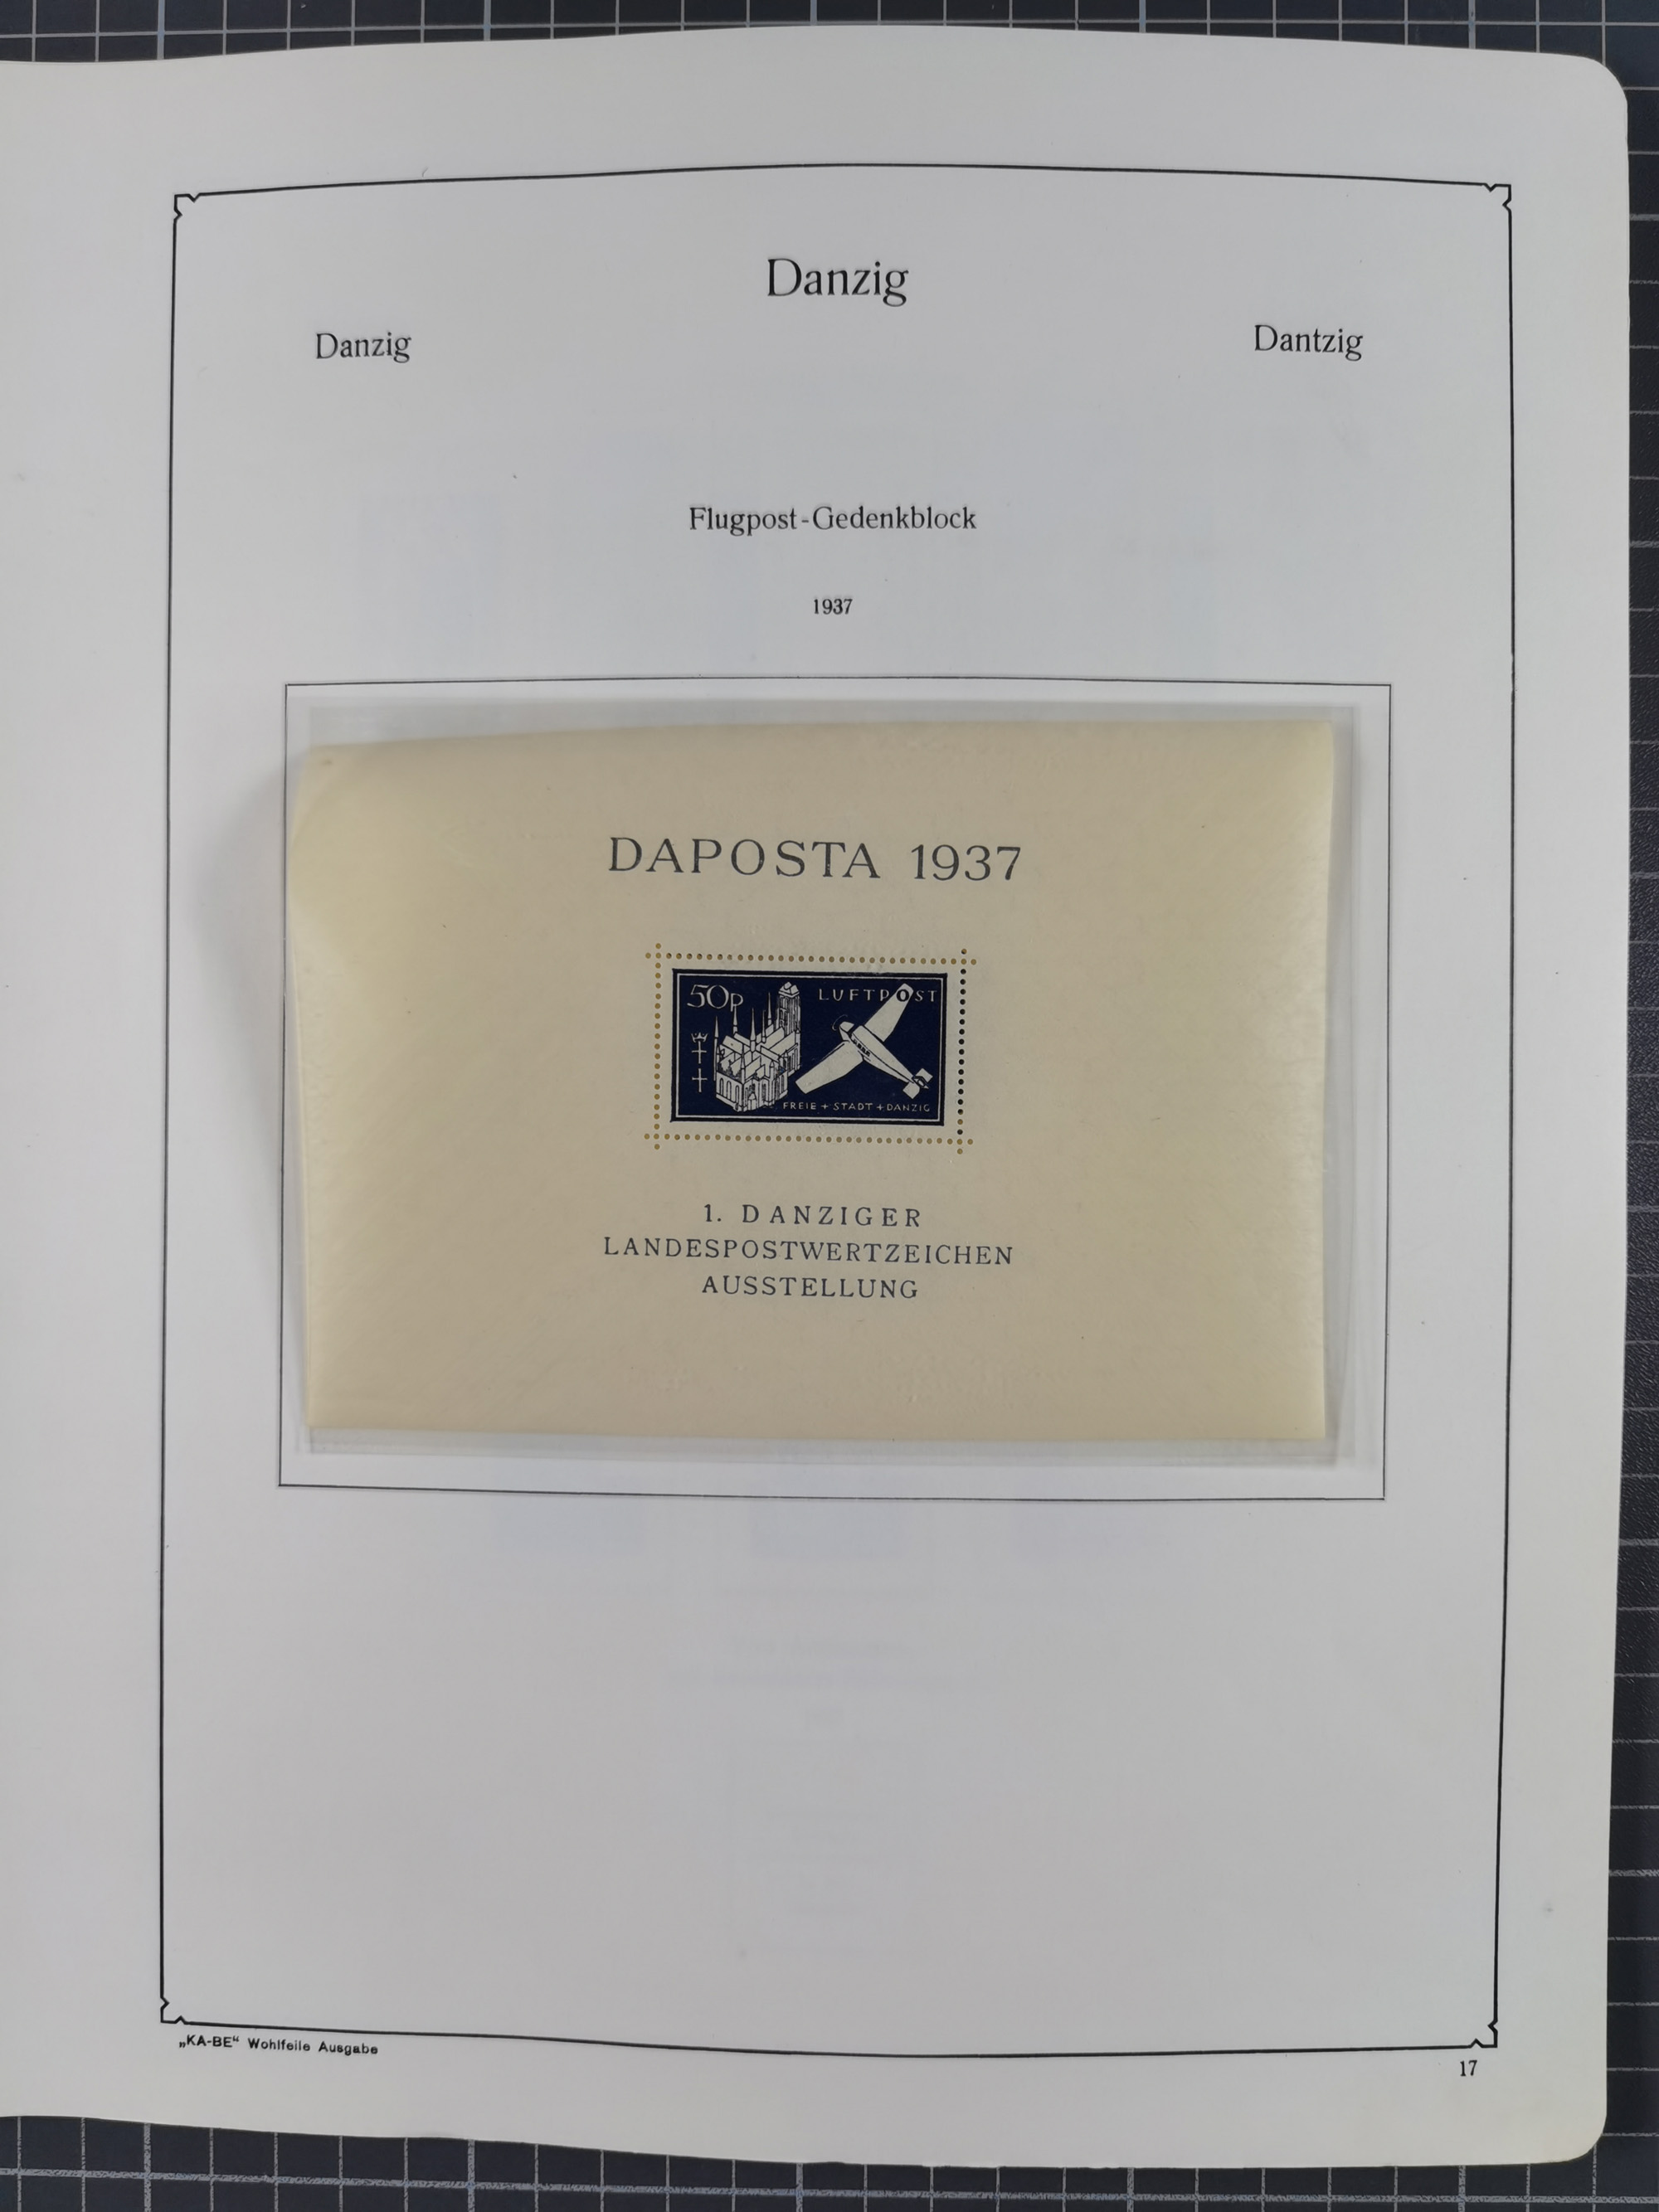 Danzig
Danzig
Dantzig
Flugpost-Gedenkblock
1937
DAPOSTA 1937
50p
LUFTPOST
FREIE + STADT + DANZIG
1. DANZIGER
LANDESPOSTWERTZEICHEN
AUSSTELLUNG
„KA-BE“ Wohlfeile Ausgabe
17